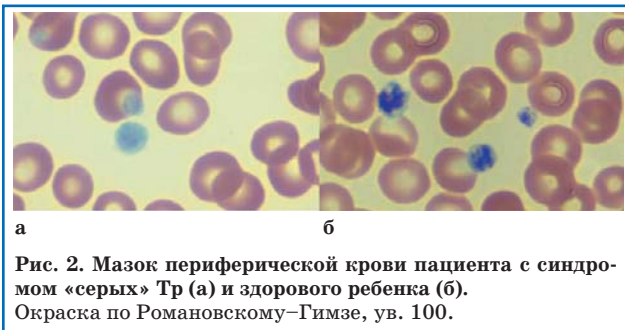 а б
Рис. 2. Мазок периферической крови пациента с синдро-
мом «серых» Тр (а) и здорового ребенка (б).
Окраска по Романовскому–Гимзе, ув. 100.